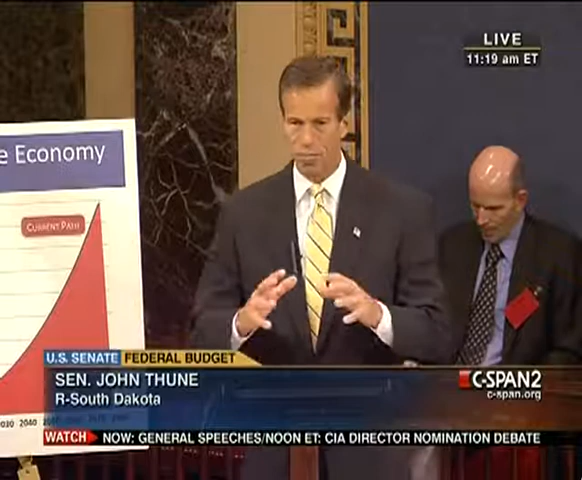 LIVE
11:19 am ET
e Economy
CURRENT PATH
2030 2040
U.S. SENATE FEDERAL BUDGET
SEN. JOHN THUNE
R-South Dakota
C-SPAN2
c-span.org
WATCH NOW: GENERAL SPEECHES/NOON ET: CIA DIRECTOR NOMINATION DEBATE